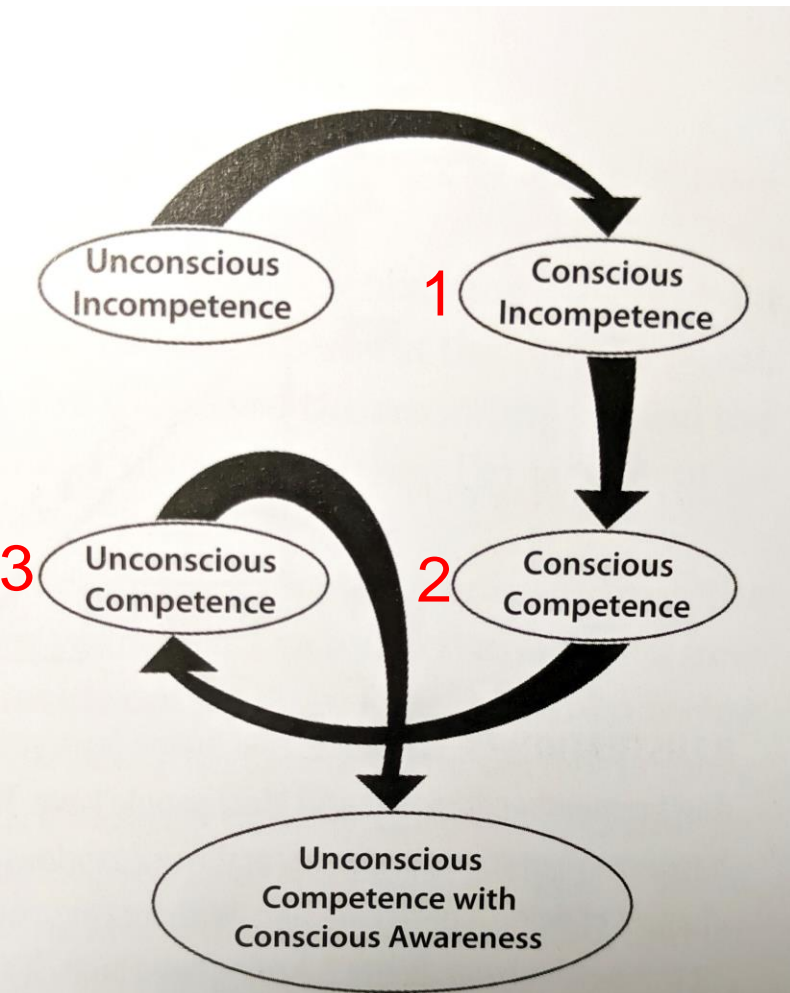 Unconscious
Incompetence
1
Conscious
Incompetence
2
Conscious
Competence
3
Unconscious
Competence
Unconscious
Competence with
Conscious Awareness